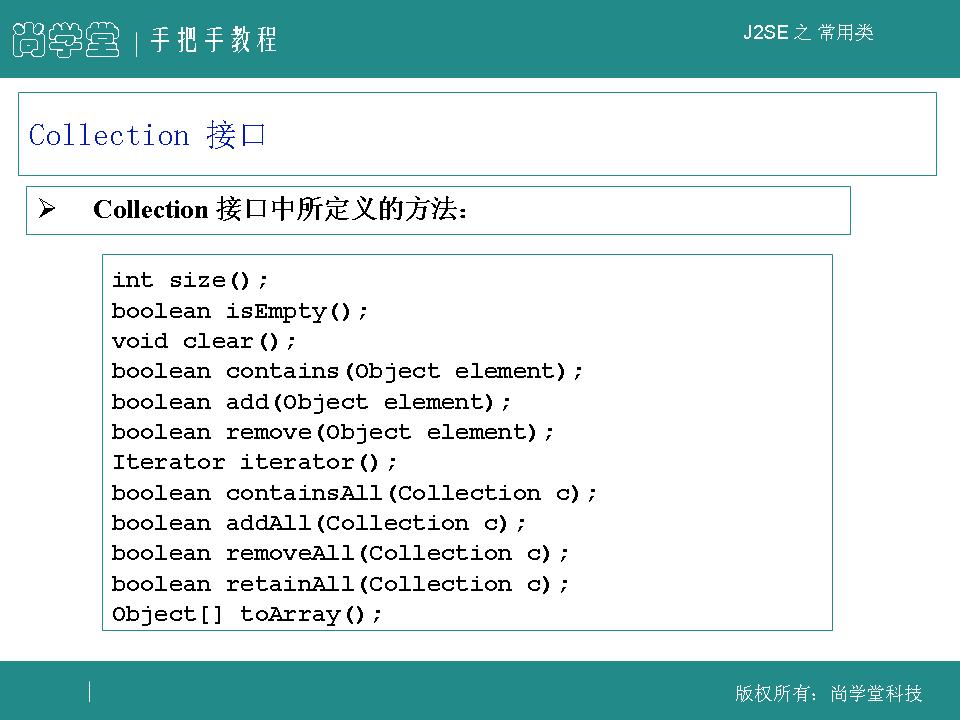 尚学堂 | 手把手教程
J2SE 之 常用类
Collection 接口
➢ Collection 接口中所定义的方法：
int size();
boolean isEmpty();
void clear();
boolean contains(Object element);
boolean add(Object element);
boolean remove(Object element);
Iterator iterator();
boolean containsAll(Collection c);
boolean addAll(Collection c);
boolean removeAll(Collection c);
boolean retainAll(Collection c);
Object[] toArray();
版权所有：尚学堂科技